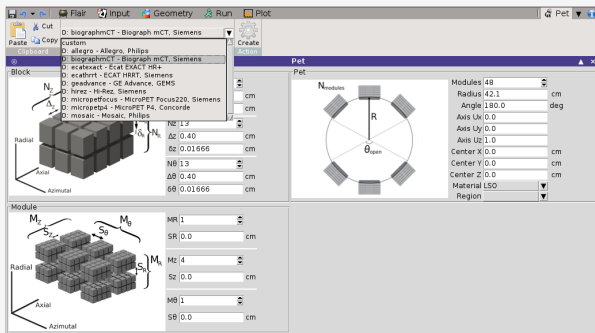 Flair Input Geometry Run Plot
Cut
Paste Copy
Clipboard
D: biographmCT - Biograph mCT, Siemens
custom
D: allegro - Allegro, Philips
D: biographmCT - Biograph mCT, Siemens
D: ecatexact - Ecat EXACT HR+
D: ecathrrt - ECAT HRRT, Siemens
D: geadvance - GE Advance, GEMS
D: hirez - Hi-Rez, Siemens
D: micropetfocus - MicroPET Focus220, Siemens
D: micropetp4 - MicroPET P4, Concorde
D: mosaic - Mosaic, Philips
Create
Action
Pet
Block
NZ
ΔZ
δR
NR
Radial
Axial
Azimutal
cm
cm
Nz 13
Δz 0.40 cm
δz 0.01666 cm
Nθ 13
Δθ 0.40 cm
δθ 0.01666 cm
Pet
Nmodules
R
θopen
Modules 48
Radius 42.1 cm
Angle 180.0 deg
Axis Ux 0.0
Axis Uy 0.0
Axis Uz 1.0
Center X 0.0 cm
Center Y 0.0 cm
Center Z 0.0 cm
Material LSO
Region
Module
MZ
SZ
Sθ
Mθ
SR
MR
Radial
Axial
Azimutal
MR 1
SR 0.0 cm
Mz 4
Sz 0.0 cm
Mθ 1
Sθ 0.0 cm